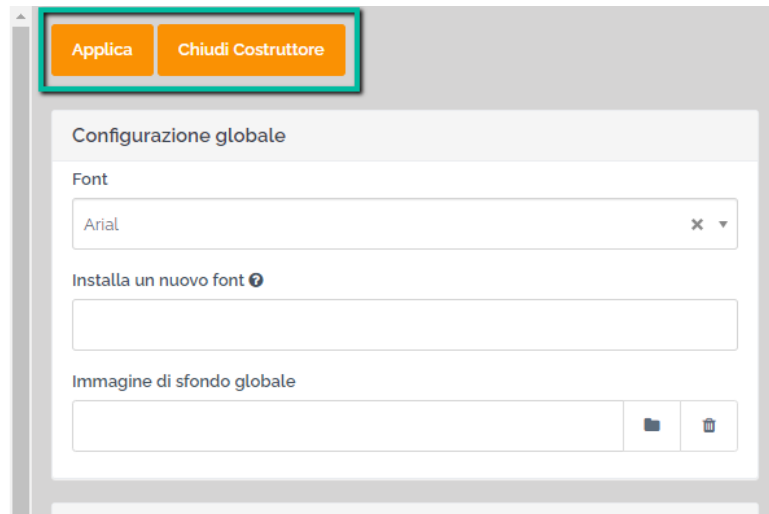 Applica Chiudi Costruttore
Configurazione globale
Font
Arial
Installa un nuovo font
Immagine di sfondo globale